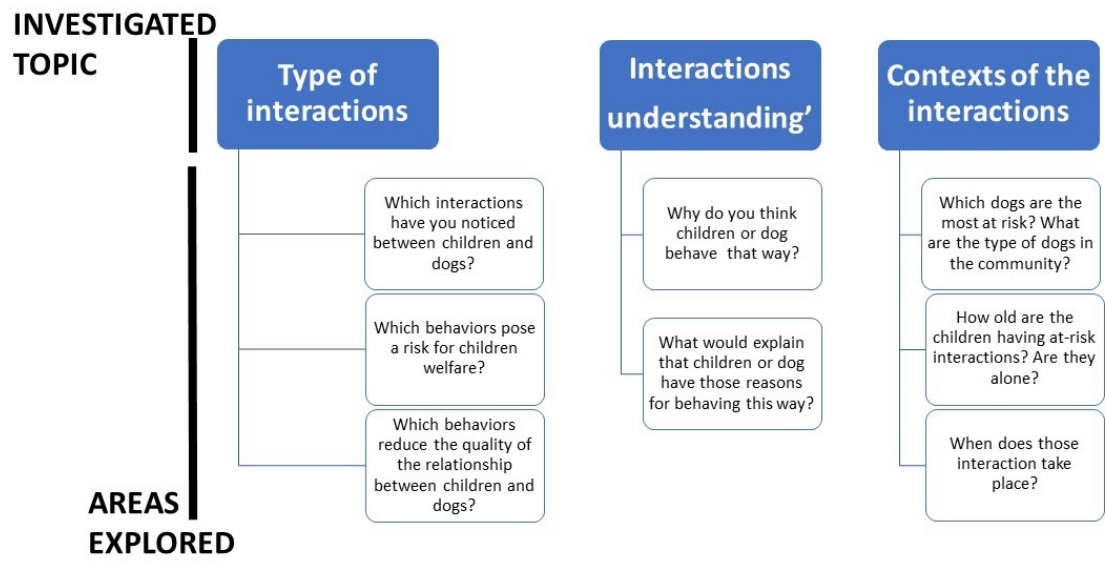 INVESTIGATED
TOPIC
Type of
interactions
Which interactions
have you noticed
between children and
dogs?
Which behaviors pose
a risk for children
welfare?
Which behaviors
reduce the quality of
the relationship
between children and
dogs?
Interactions
understanding’
Why do you think
children or dog
behave that way?
What would explain
that children or dog
have those reasons
for behaving this way?
Contexts of the
interactions
Which dogs are the
most at risk? What
are the type of dogs in
the community?
How old are the
children having at-risk
interactions? Are they
alone?
When does those
interaction take
place?
AREAS
EXPLORED